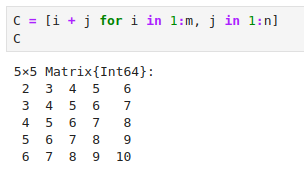 C = [i + j for i in 1:m, j in 1:n]
C
5×5 Matrix{Int64}:
2 3 4 5 6
3 4 5 6 7
4 5 6 7 8
5 6 7 8 9
6 7 8 9 10